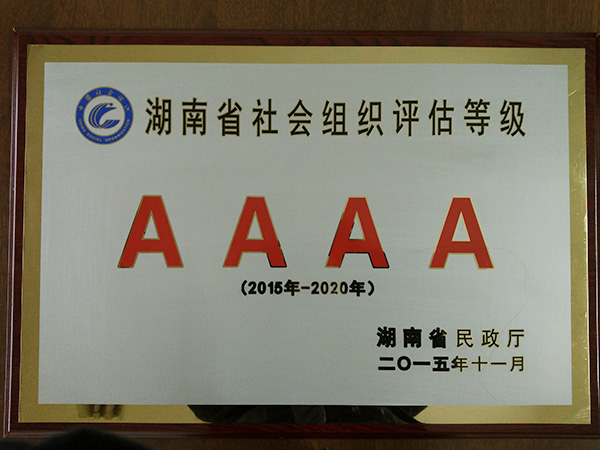 湖南省社会组织评估等级
AAAA
(2015年-2020年)
湖南省民政厅
二〇一五年十一月